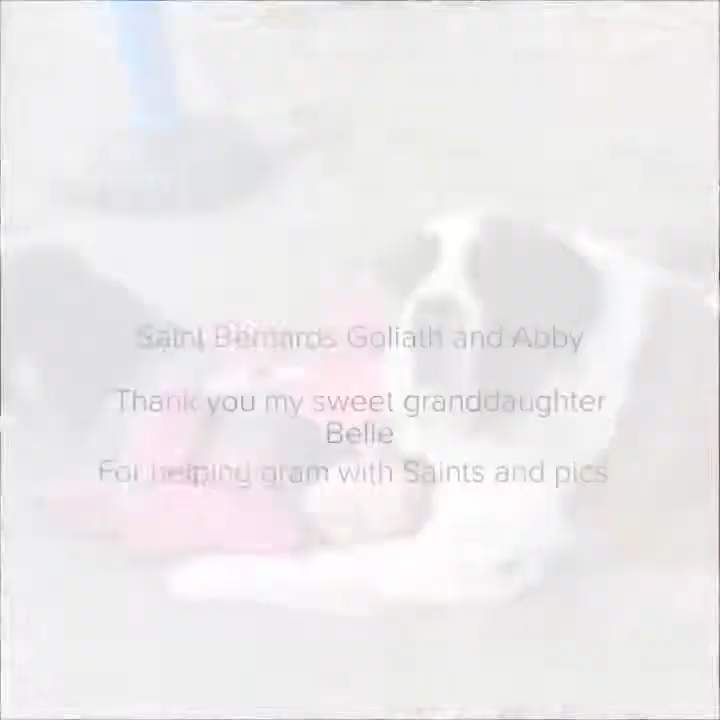 Saint Bernards Goliath and Abby
Thank you my sweet granddaughter
Belle
For helping gram with Saints and pics